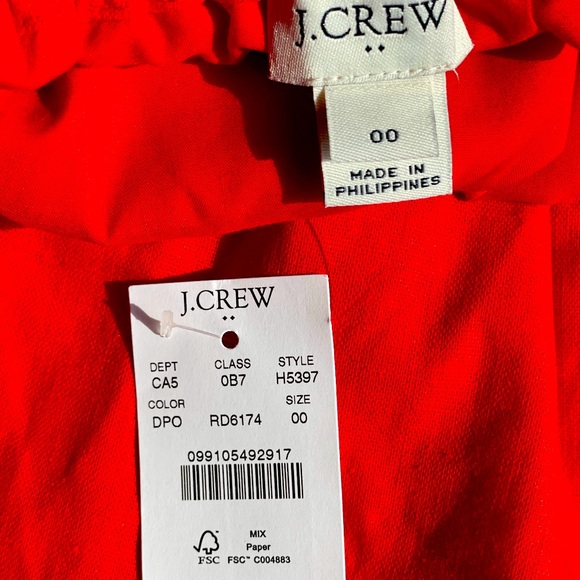 J.CREW
00
MADE IN
PHILIPPINES
J.CREW
DEPT CLASS STYLE
CA5 0B7 H5397
COLOR SIZE
DPO RD6174 00
099105492917
MIX
Paper
FSC FSC™ C004883